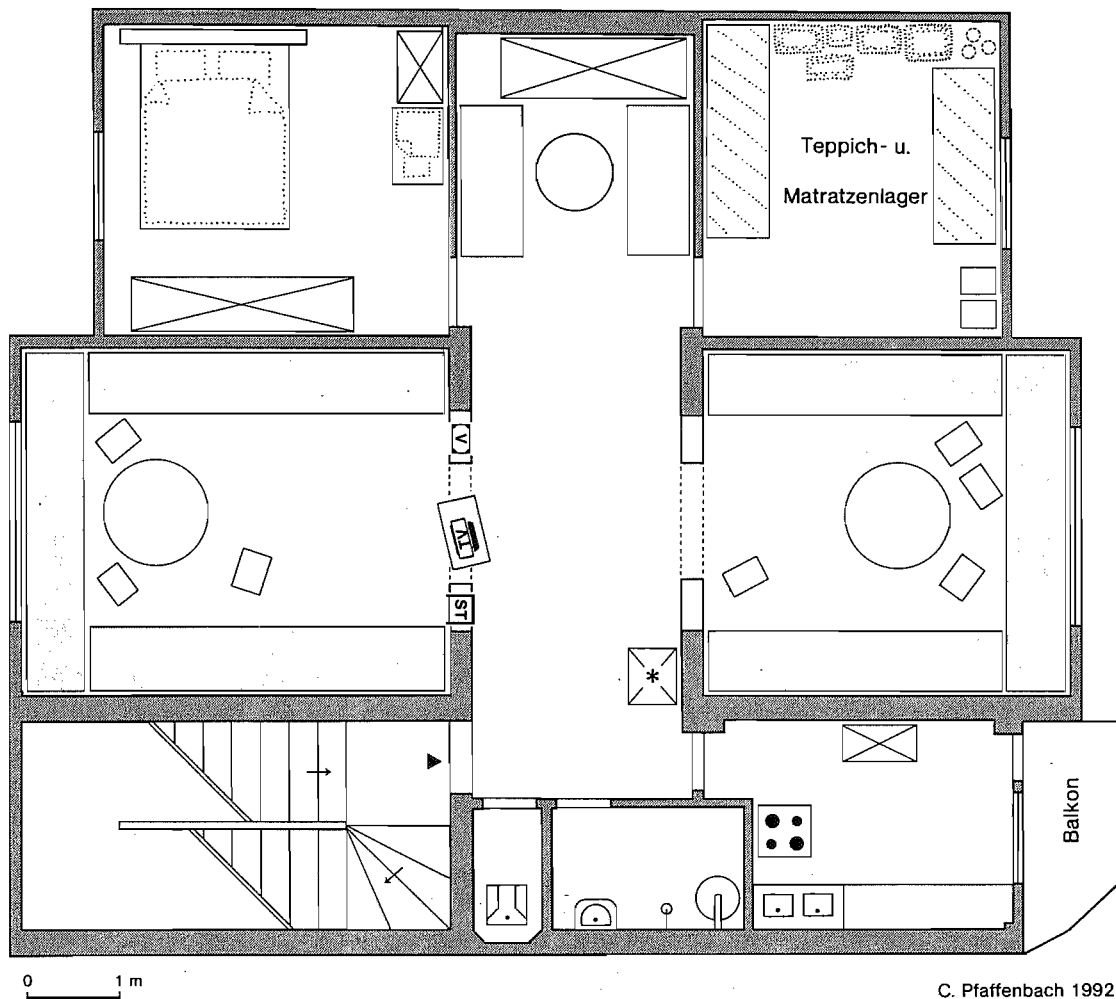 Teppich- u.
Matratzenlager
V
TV
ST
*
Balkon
0 1 m
C. Pfaffenbach 1992